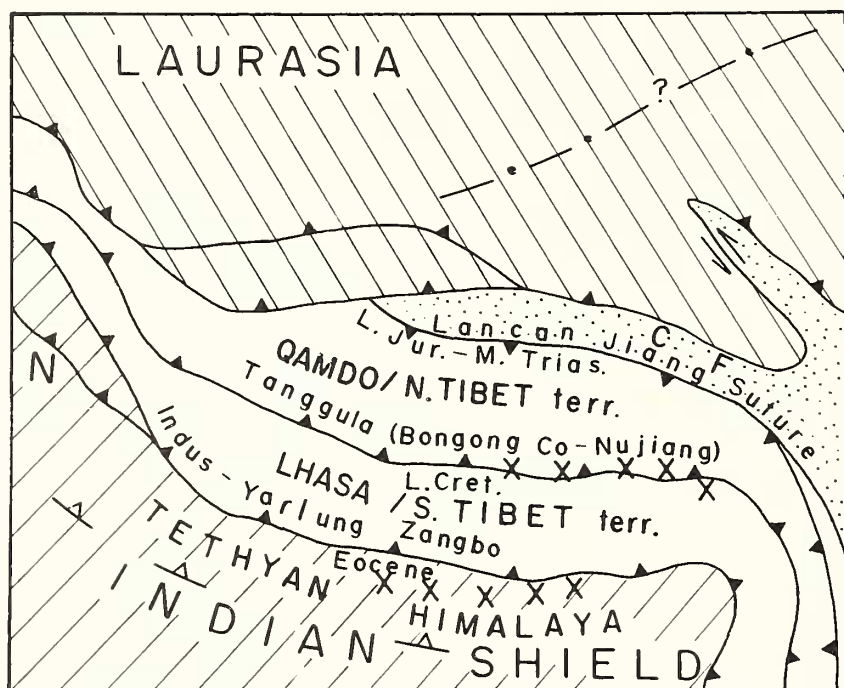 LAURASIA
?
Lancan Jiang Suture
C. F.
L. Jur. - M. Trias.
QAMDO / N. TIBET terr.
Tanggula (Bongong Co - Nujiang)
N
L. Cret.
LHASA / S. TIBET terr.
Indus - Yarlung Zangbo
Eocene
TETHYAN HIMALAYA
INDIAN SHIELD